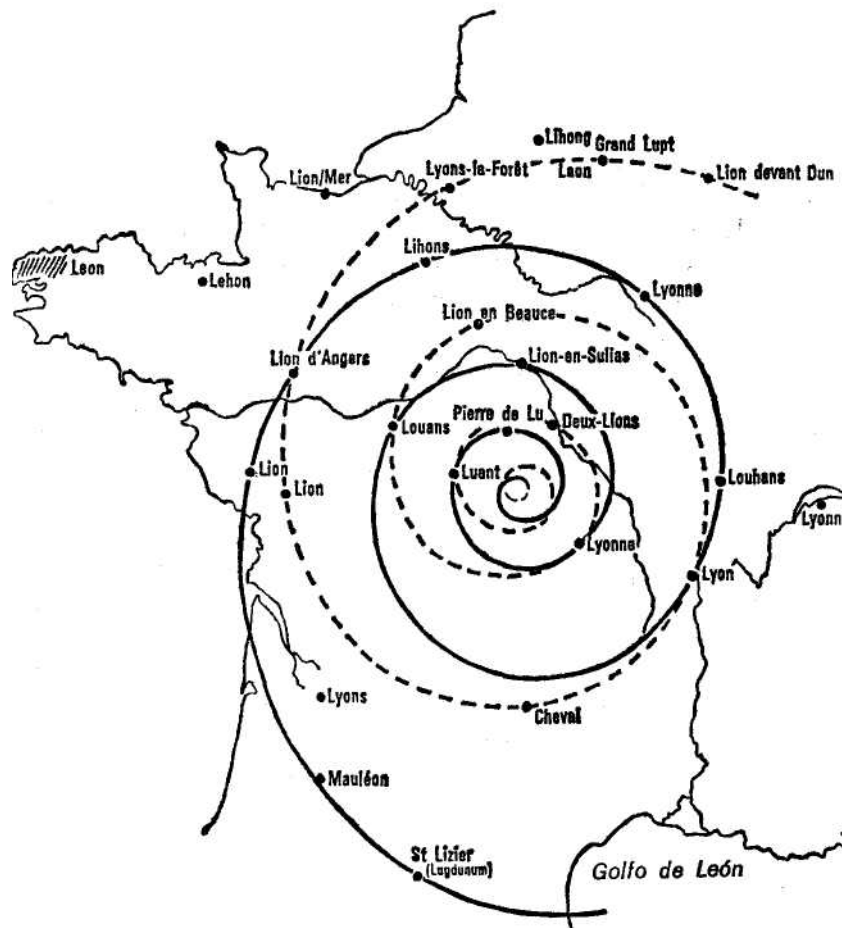 Lihong
Grand Lupt
Lyons-la-Forêt
Laon
Lion devant Dun
Lion/Mer
Lihons
Leon
Lehon
Lyonne
Lion en Beauce
Lion d'Angers
Lion-en-Sullas
Pierre de Lu
Deux-Lions
Louans
Lion
Luant
Louhans
Lion
Lyonn
Lyonne
Lyon
Lyons
Cheval
Mauléon
St Lizier
(Lugdunum)
Golfo de León